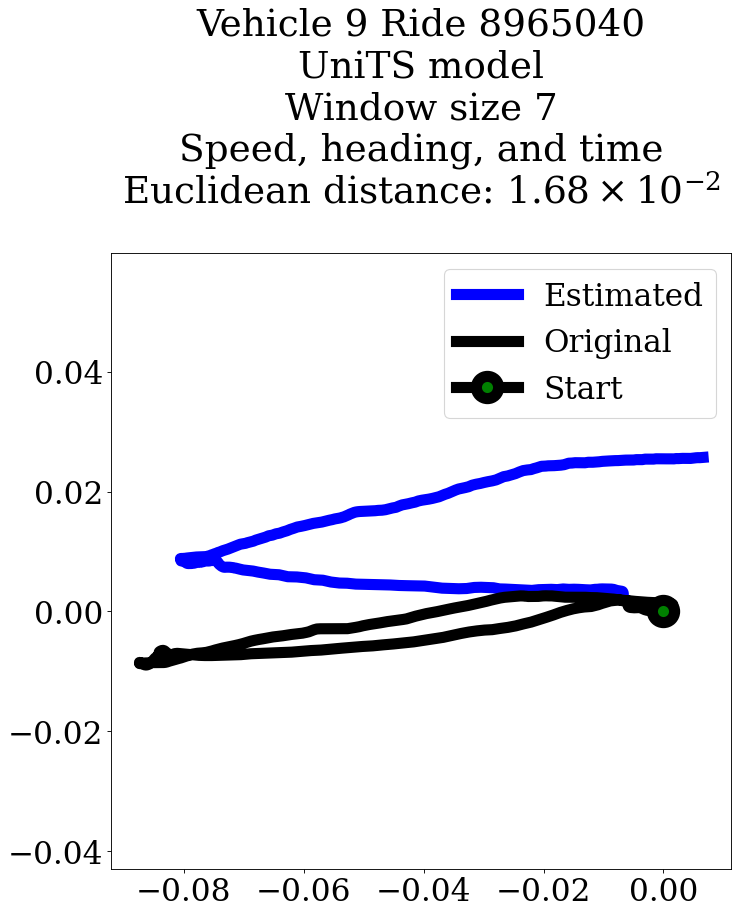 Vehicle 9 Ride 8965040
UniTS model
Window size 7
Speed, heading, and time
Euclidean distance: 1.68 × 10⁻²
Estimated
Original
Start
0.04
0.02
0.00
−0.02
−0.04
−0.08 −0.06 −0.04 −0.02 0.00